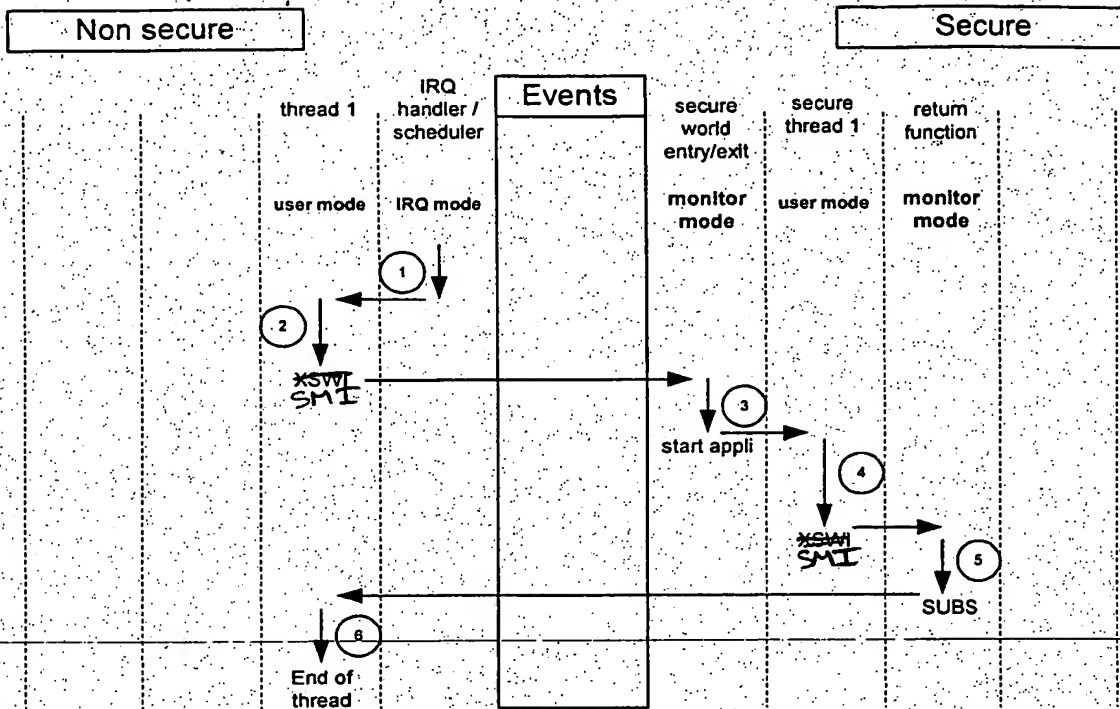 Non secure
Secure
thread 1
IRQ
handler /
scheduler
Events
secure
world
entry/exit
secure
thread 1
return
function
user mode
IRQ mode
monitor
mode
user mode
monitor
mode
1
2
XSWI
SMI
3
start appli
4
XSWI
SMI
5
SUBS
6
End of
thread